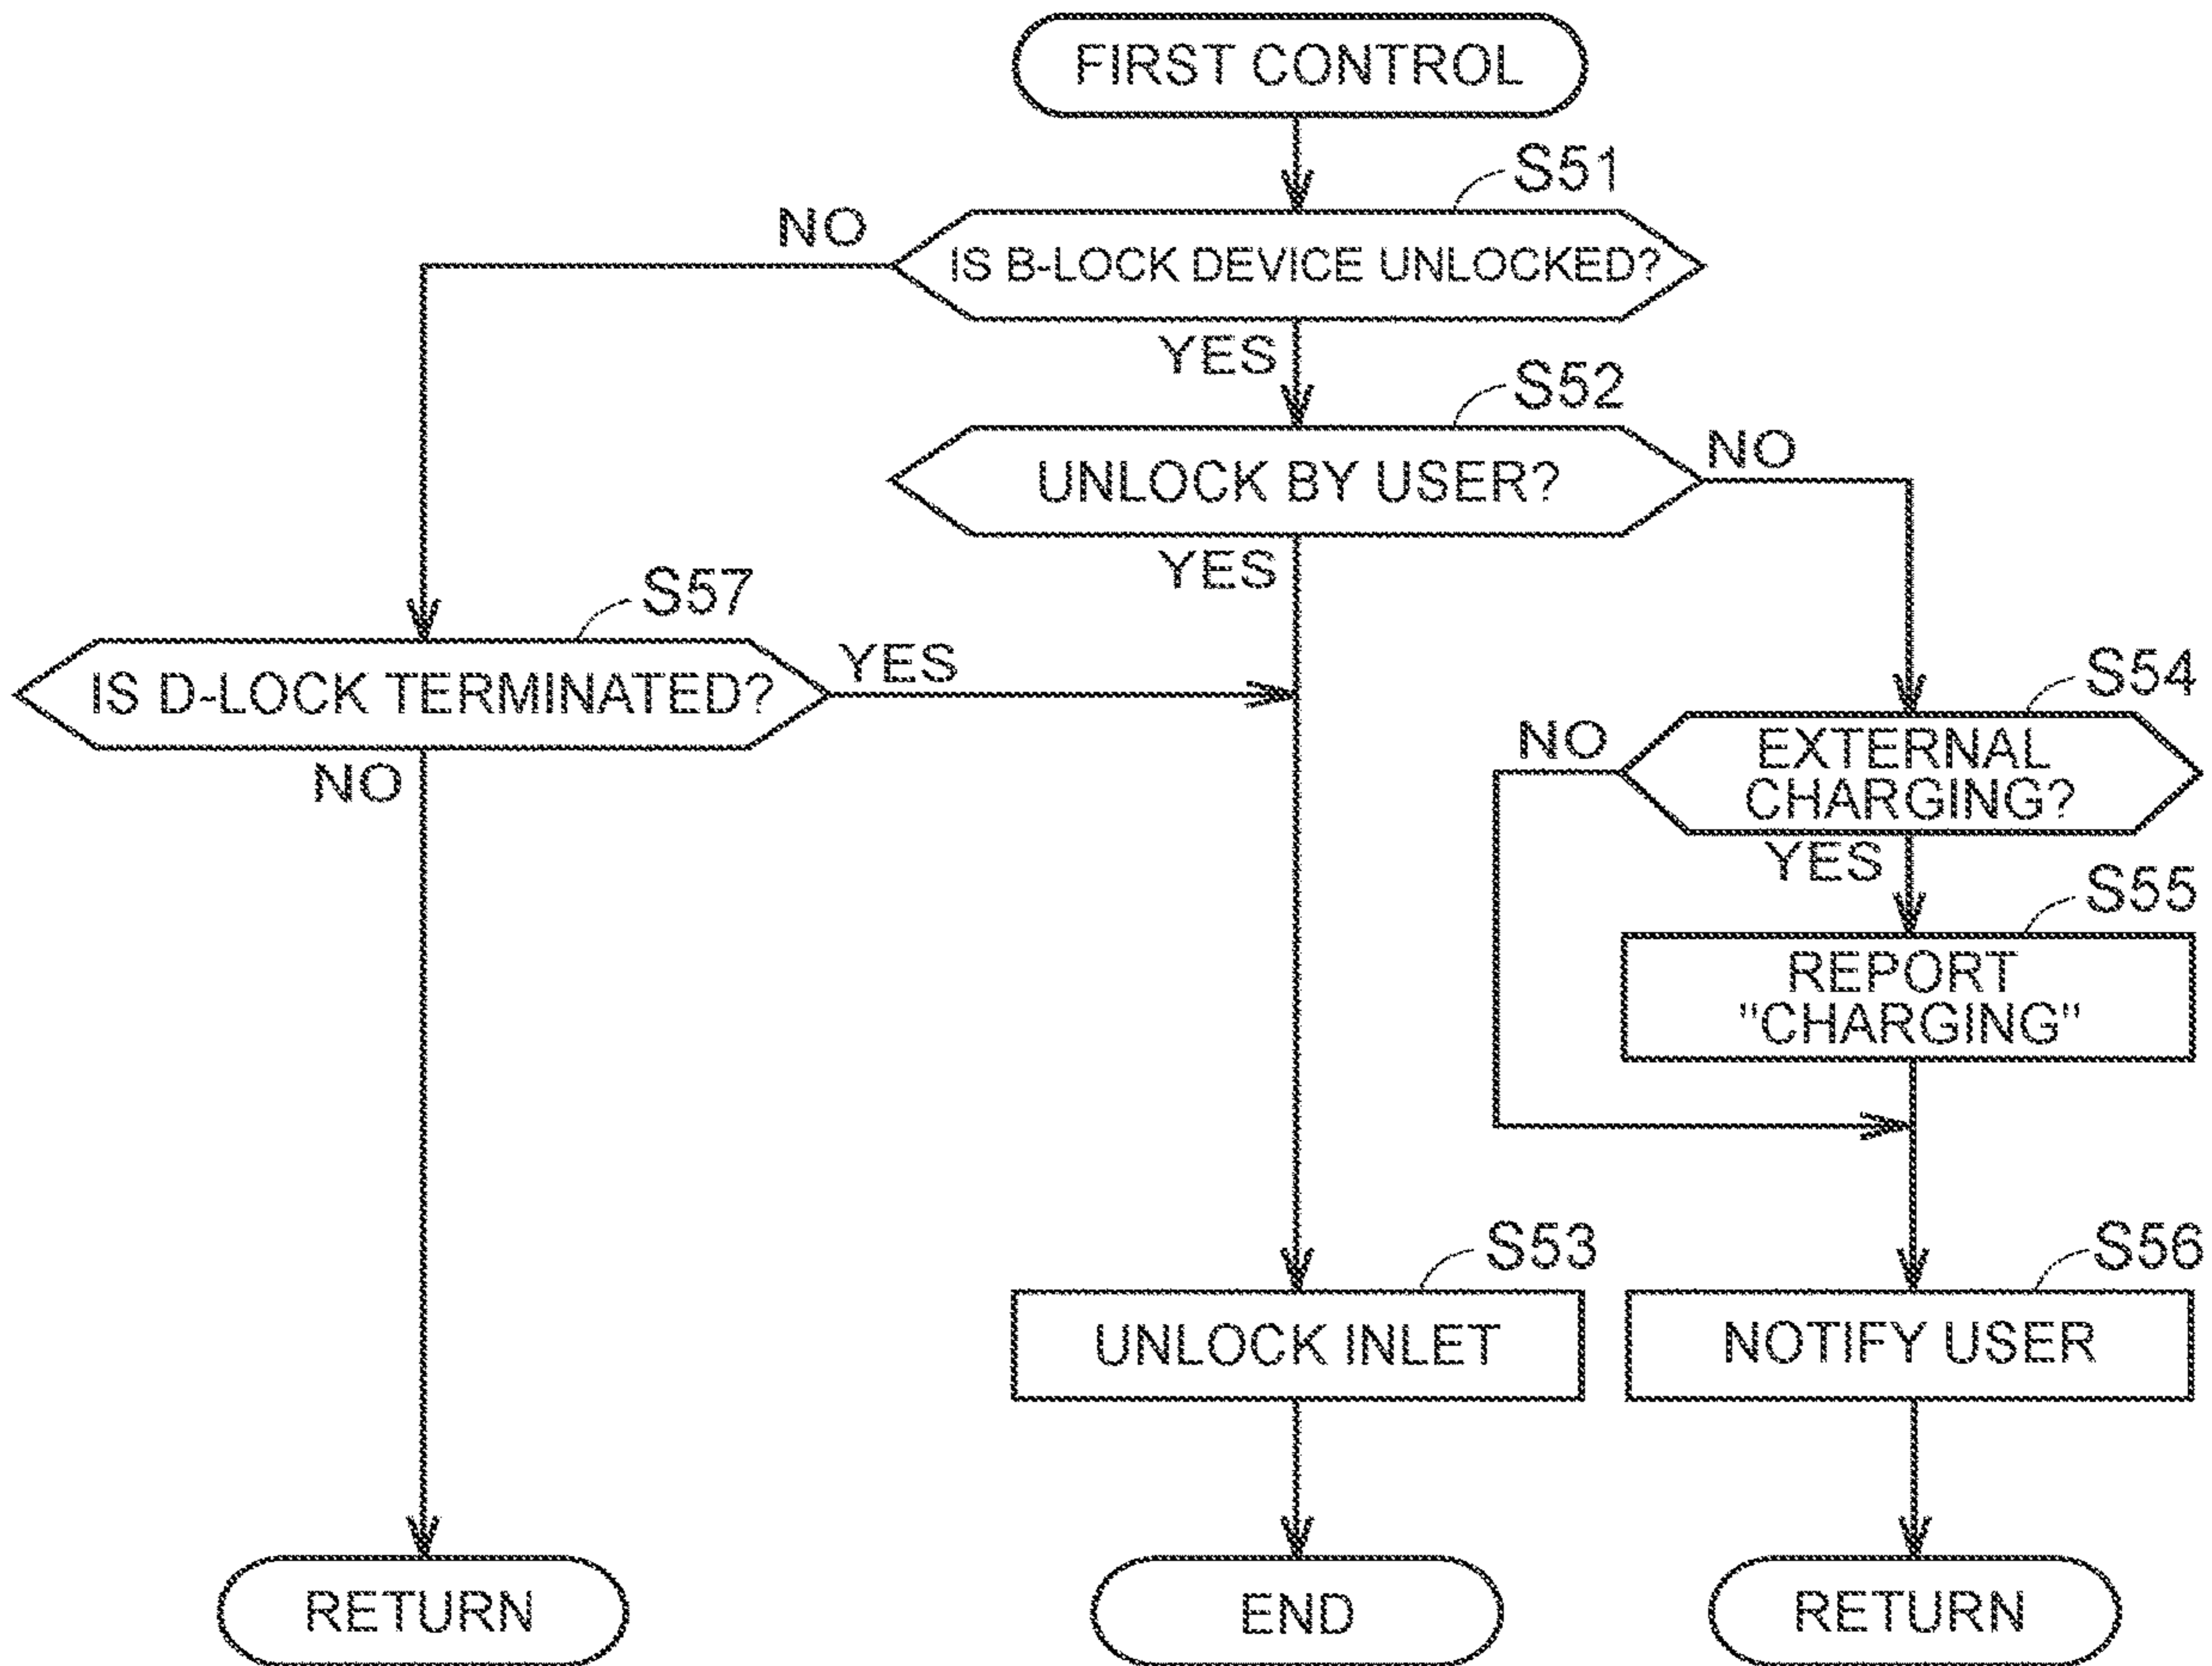 FIRST CONTROL
S51
NO
IS B-LOCK DEVICE UNLOCKED?
YES
S52
NO
UNLOCK BY USER?
YES
S57
YES
IS D-LOCK TERMINATED?
NO
S54
NO
EXTERNAL
CHARGING?
YES
S55
REPORT
"CHARGING"
S53
UNLOCK INLET
S56
NOTIFY USER
RETURN
END
RETURN